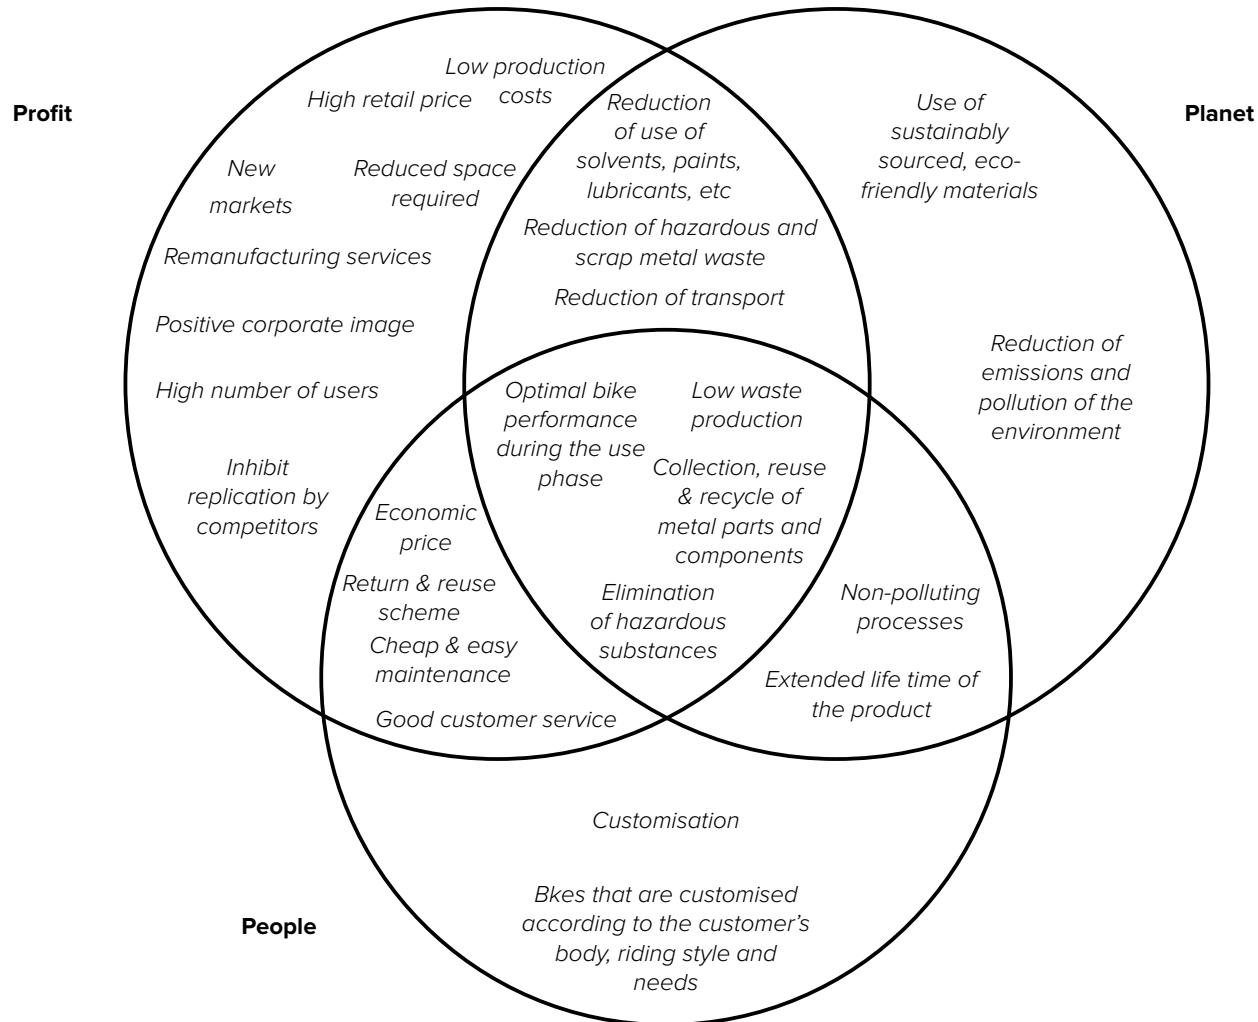 Profit
Low production
costs
High retail price
New
markets
Reduced space
required
Remanufacturing services
Positive corporate image
High number of users
Inhibit
replication by
competitors
Reduction
of use of
solvents, paints,
lubricants, etc
Reduction of hazardous and
scrap metal waste
Reduction of transport
Planet
Use of
sustainably
sourced, eco-
friendly materials
Reduction of
emissions and
pollution of the
environment
Optimal bike
performance
during the use
phase
Low waste
production
Collection, reuse
& recycle of
metal parts and
components
Elimination
of hazardous
substances
Economic
price
Return & reuse
scheme
Cheap & easy
maintenance
Good customer service
Non-polluting
processes
Extended life time of
the product
People
Customisation
Bkes that are customised
according to the customer’s
body, riding style and
needs